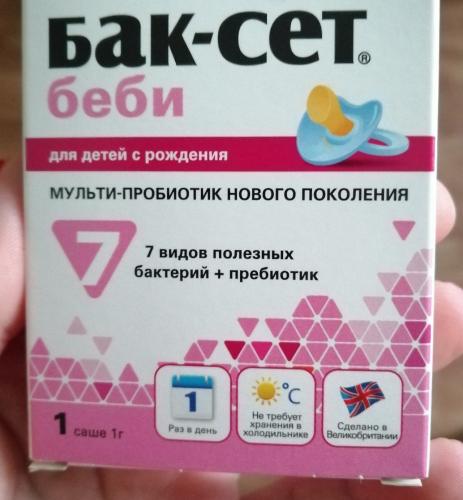 Бак-сет®
беби
для детей с рождения
МУЛЬТИ-ПРОБИОТИК НОВОГО ПОКОЛЕНИЯ
7
7 видов полезных
бактерий + пребиотик
1
Раз в день
°C
Не требует
хранения в
холодильнике
Сделано в
Великобритании
1 саше 1г